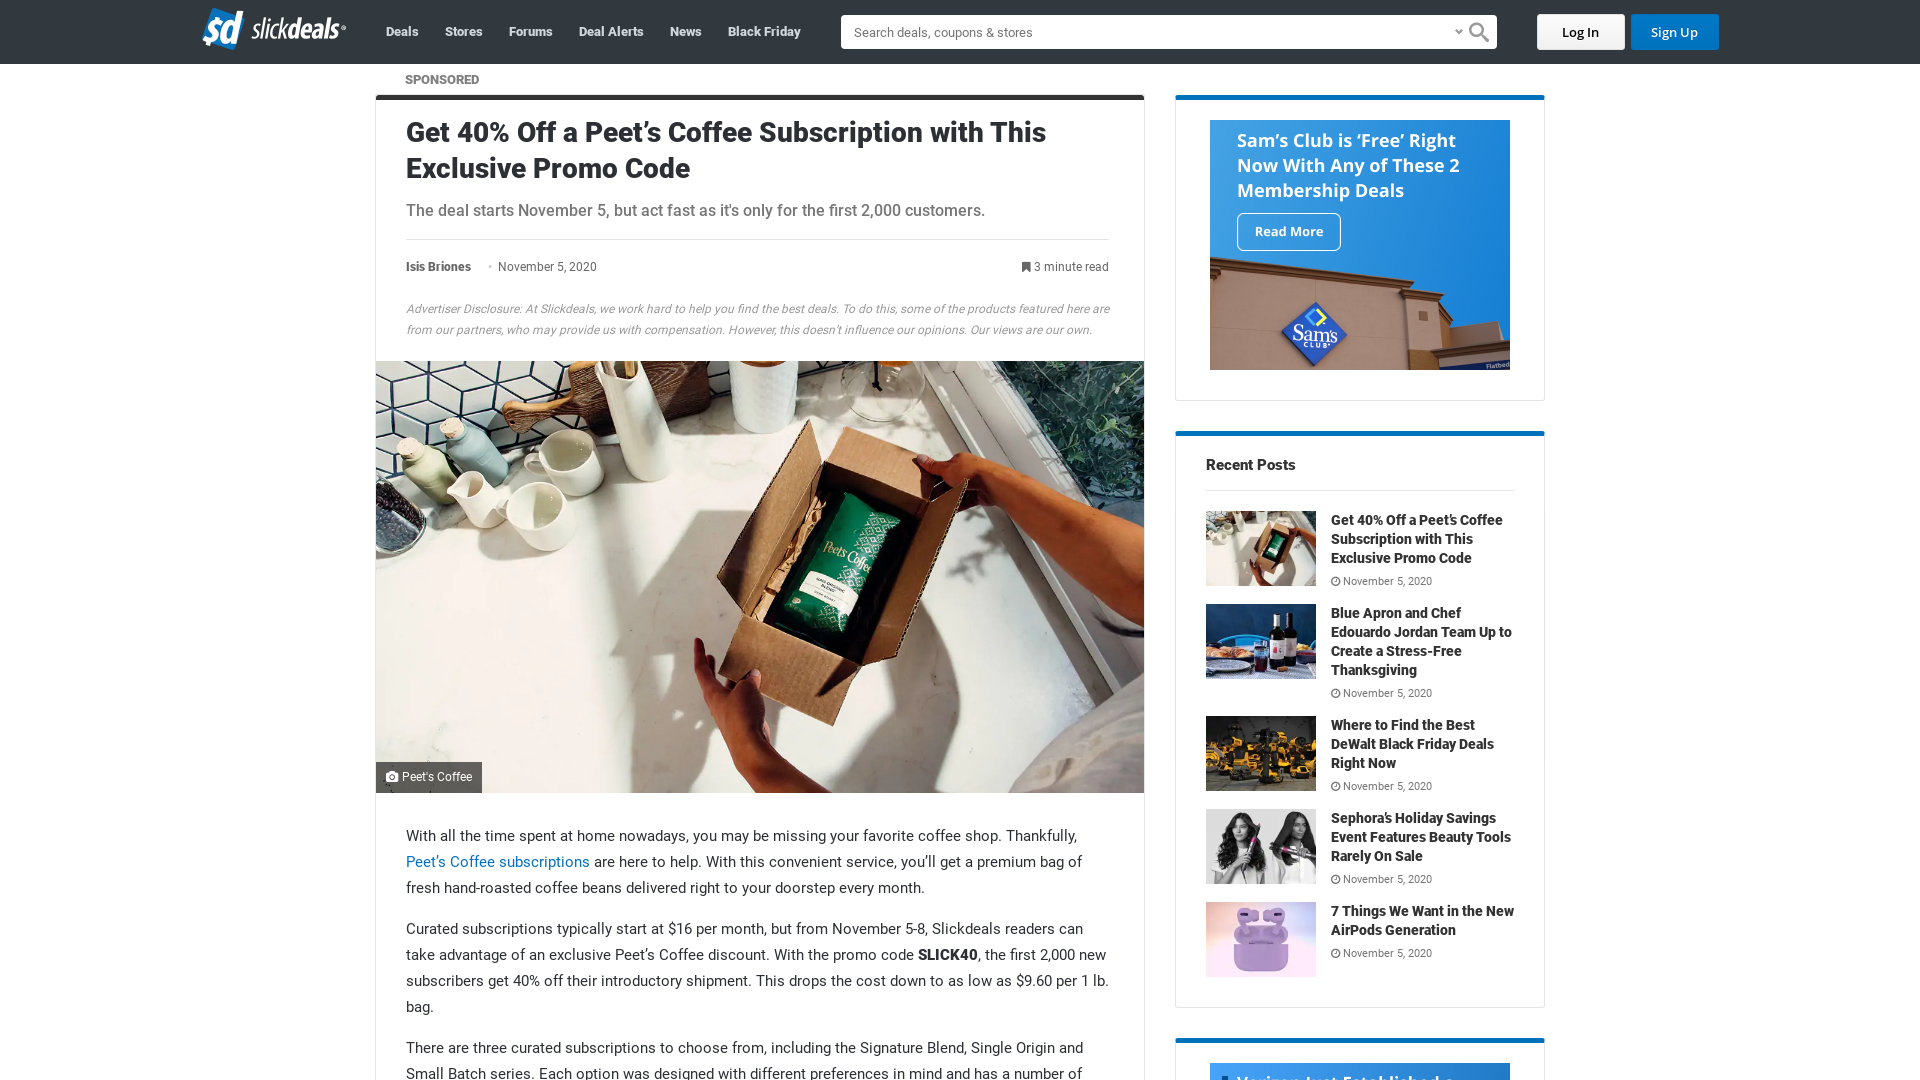 $d slickdeals
Deals
Stores
Forums
Deal Alerts
News
Black Friday
Search deals, coupons & stores
Log In
Sign Up
SPONSORED
Get 40% Off a Peet’s Coffee Subscription with This
Exclusive Promo Code
The deal starts November 5, but act fast as it's only for the first 2,000 customers.
Isis Briones • November 5, 2020
3 minute read
Advertiser Disclosure: At Slickdeals, we work hard to help you find the best deals. To do this, some of the products featured here are
from our partners, who may provide us with compensation. However, this doesn’t influence our opinions. Our views are our own.
Peet's Coffee
Peet's Coffee
With all the time spent at home nowadays, you may be missing your favorite coffee shop. Thankfully,
Peet’s Coffee subscriptions are here to help. With this convenient service, you’ll get a premium bag of
fresh hand-roasted coffee beans delivered right to your doorstep every month.
Curated subscriptions typically start at $16 per month, but from November 5-8, Slickdeals readers can
take advantage of an exclusive Peet’s Coffee discount. With the promo code SLICK40, the first 2,000 new
subscribers get 40% off their introductory shipment. This drops the cost down to as low as $9.60 per 1 lb.
bag.
There are three curated subscriptions to choose from, including the Signature Blend, Single Origin and
Small Batch series. Each option was designed with different preferences in mind and has a number of
Sam’s Club is ‘Free’ Right
Now With Any of These 2
Membership Deals
Read More
Sam's
CLUB
Flatbed
Recent Posts
Get 40% Off a Peet’s Coffee
Subscription with This
Exclusive Promo Code
November 5, 2020
Blue Apron and Chef
Edouardo Jordan Team Up to
Create a Stress-Free
Thanksgiving
November 5, 2020
Where to Find the Best
DeWalt Black Friday Deals
Right Now
November 5, 2020
Sephora’s Holiday Savings
Event Features Beauty Tools
Rarely On Sale
November 5, 2020
7 Things We Want in the New
AirPods Generation
November 5, 2020
Verizon Just Established a